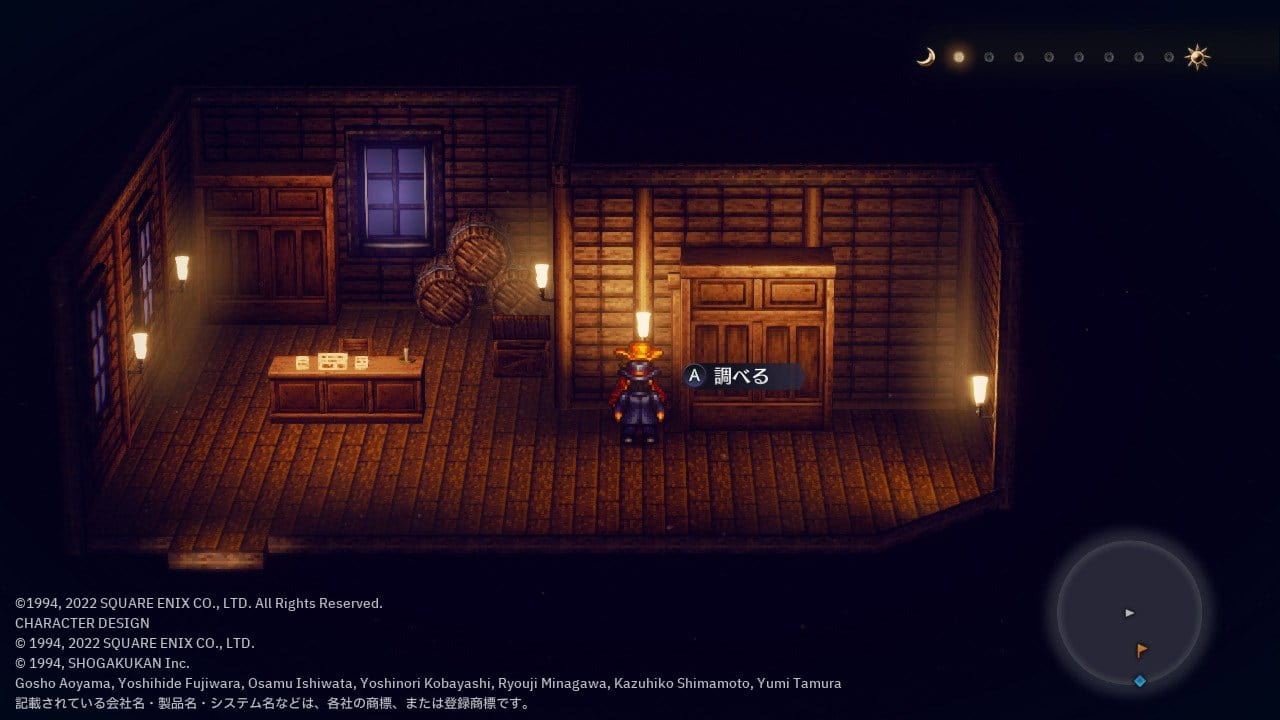 A 調べる
©1994, 2022 SQUARE ENIX CO., LTD. All Rights Reserved.
CHARACTER DESIGN
© 1994, 2022 SQUARE ENIX CO., LTD.
© 1994, SHOGAKUKAN Inc.
Gosho Aoyama, Yoshihide Fujiwara, Osamu Ishiwata, Yoshinori Kobayashi, Ryouji Minagawa, Kazuhiko Shimamoto, Yumi Tamura
記載されている会社名・製品名・システム名などは、各社の商標、または登録商標です。